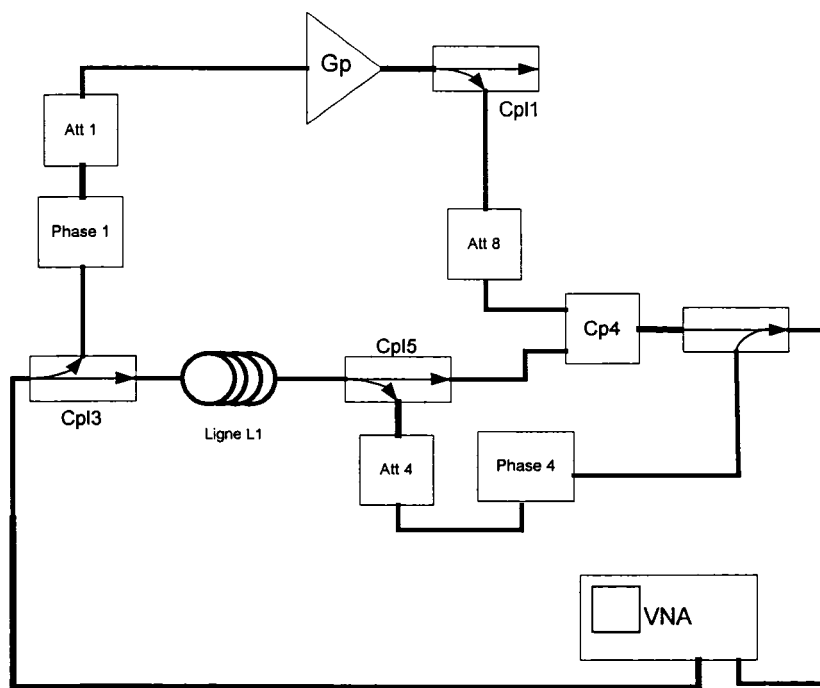 Gp
Cpl1
Att 1
Phase 1
Att 8
Cp4
Cpl5
Cpl3
Ligne L1
Att 4
Phase 4
VNA